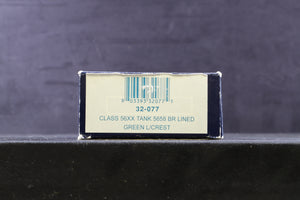 32-077
CLASS 56XX TANK 5658 BR LINED
GREEN L/CREST